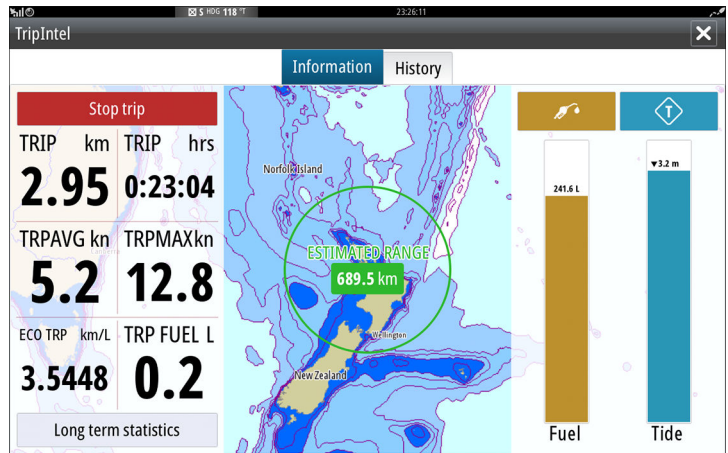 S HDG 118 °T
23:26:11
TripIntel
Information
History
Stop trip
TRIP km
2.95
TRIP hrs
0:23:04
TRPAVG kn
5.2
TRPMAX kn
12.8
ECO TRP km/L
3.5448
TRP FUEL L
0.2
Long term statistics
Norfolk Island
ESTIMATED RANGE
689.5 km
Wellington
New Zealand
T
241.6 L
▼3.2 m
Fuel
Tide